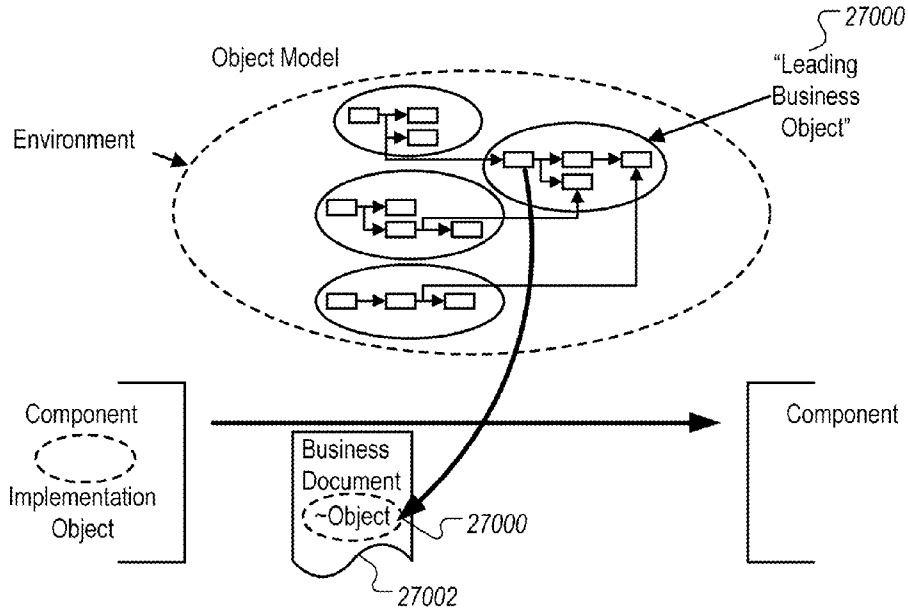 27000
Object Model
"Leading
Business
Object"
Environment
Component
Implementation
Object
Business
Document
~Object
27000
27002
Component